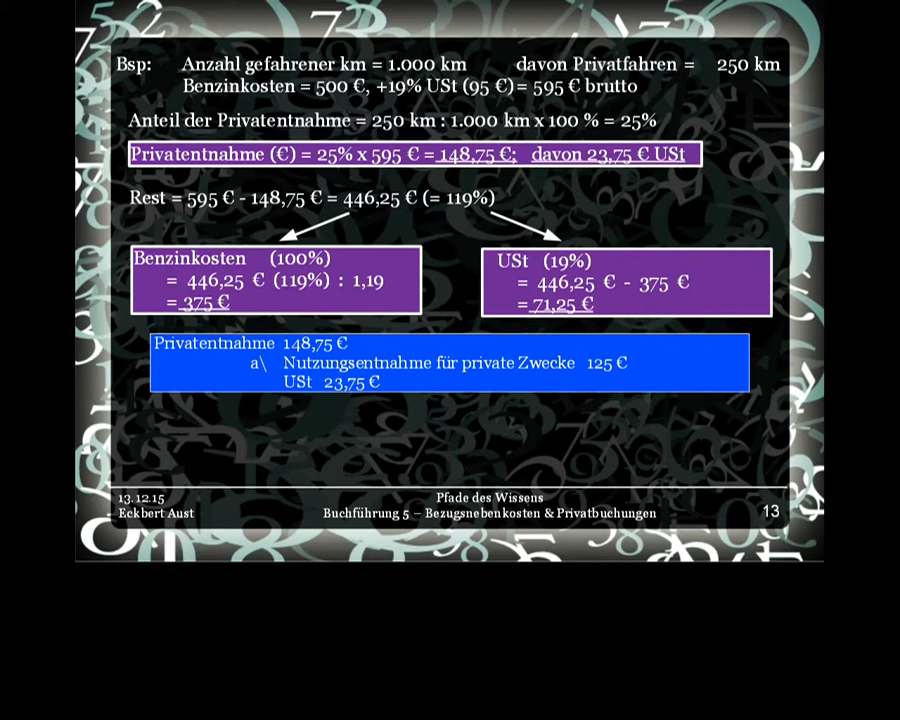 Bsp: Anzahl gefahrener km = 1.000 km davon Privatfahren = 250 km
Benzinkosten = 500 €, +19% USt (95 €)= 595 € brutto
Anteil der Privatentnahme = 250 km : 1.000 km x 100 % = 25%
Privatentnahme (€) = 25% x 595 € = 148,75 €; davon 23,75 € USt
Rest = 595 € - 148,75 € = 446,25 € (= 119%)
Benzinkosten (100%)
= 446,25 € (119%) : 1,19
= 375 €
USt (19%)
= 446,25 € - 375 €
= 71,25 €
Privatentnahme 148,75 €
a\ Nutzungsentnahme für private Zwecke 125 €
USt 23,75 €
13.12.15
Eckbert Aust
Pfade des Wissens
Buchführung 5 – Bezugsnebenkosten & Privatbuchungen
13